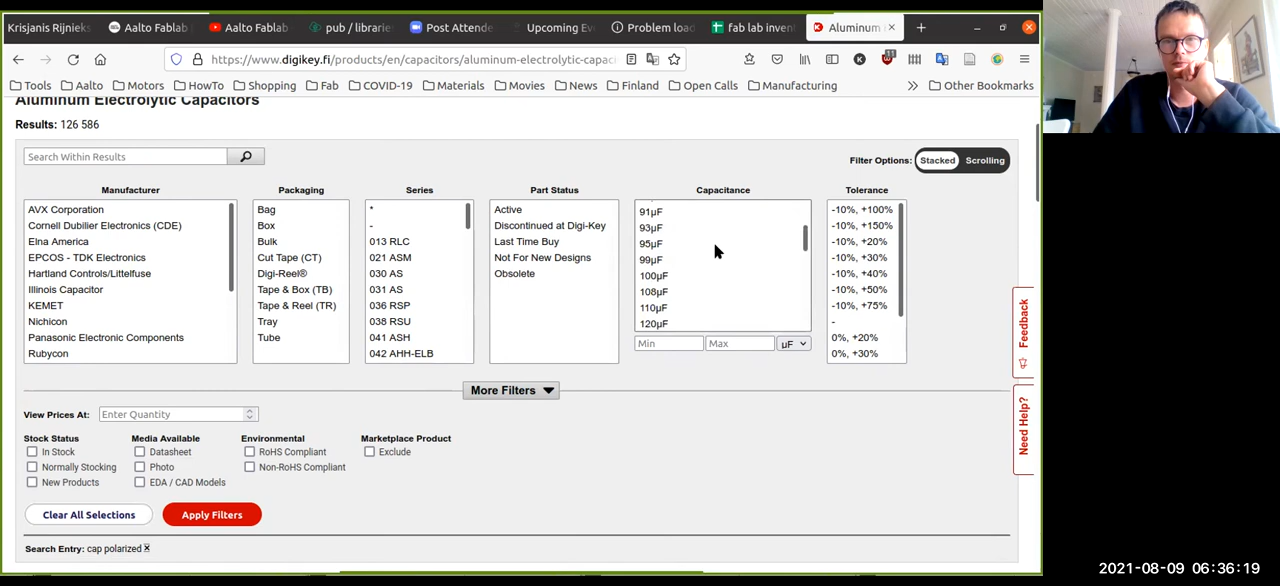 Krisjanis Rijnieks
Aalto Fablab
Aalto Fablab
pub / libraries
Post Attende
Upcoming Ev
Problem load
fab lab inven
Aluminum
https://www.digikey.fi/products/en/capacitors/aluminum-electrolytic-capaci
Tools Aalto Motors HowTo Shopping Fab COVID-19 Materials Movies News Finland Open Calls Manufacturing Other Bookmarks
Aluminum Electrolytic Capacitors
Results: 126 586
Search Within Results
Filter Options: Stacked Scrolling
Manufacturer
AVX Corporation
Cornell Dubilier Electronics (CDE)
Elna America
EPCOS - TDK Electronics
Hartland Controls/Littelfuse
Illinois Capacitor
KEMET
Nichicon
Panasonic Electronic Components
Rubycon
Packaging
Bag
Box
Bulk
Cut Tape (CT)
Digi-Reel®
Tape & Box (TB)
Tape & Reel (TR)
Tray
Tube
Series
*
-
013 RLC
021 ASM
030 AS
031 AS
036 RSP
038 RSU
041 ASH
042 AHH-ELB
Part Status
Active
Discontinued at Digi-Key
Last Time Buy
Not For New Designs
Obsolete
Capacitance
91µF
93µF
95µF
99µF
100µF
108µF
110µF
120µF
Min Max µF
Tolerance
-10%, +100%
-10%, +150%
-10%, +20%
-10%, +30%
-10%, +40%
-10%, +50%
-10%, +75%
-
0%, +20%
0%, +30%
More Filters
View Prices At: Enter Quantity
Stock Status
In Stock
Normally Stocking
New Products
Media Available
Datasheet
Photo
EDA / CAD Models
Environmental
RoHS Compliant
Non-RoHS Compliant
Marketplace Product
Exclude
Clear All Selections
Apply Filters
Search Entry: cap polarized
Feedback
Need Help?
2021-08-09 06:36:19